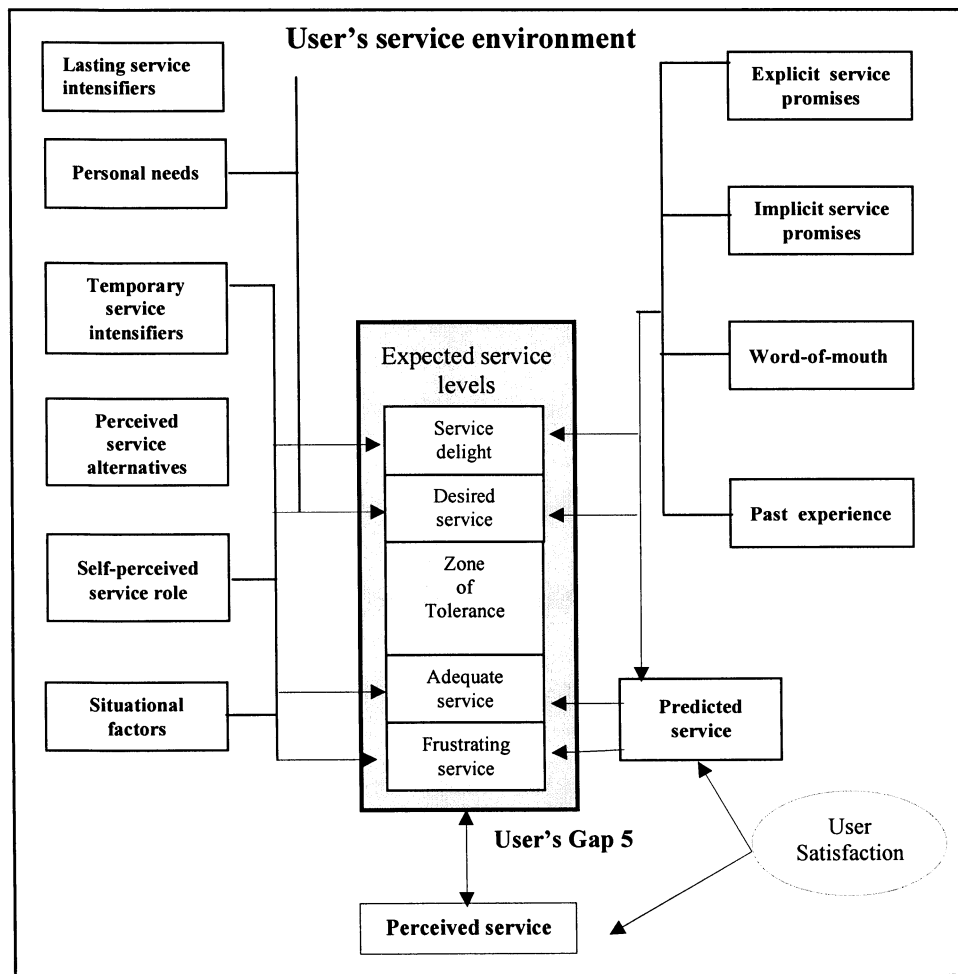 User's service environment
Lasting service
intensifiers
Personal needs
Temporary
service
intensifiers
Perceived
service
alternatives
Self-perceived
service role
Situational
factors
Expected service
levels
Service
delight
Desired
service
Zone
of
Tolerance
Adequate
service
Frustrating
service
User's Gap 5
Perceived service
Explicit service
promises
Implicit service
promises
Word-of-mouth
Past experience
Predicted
service
User
Satisfaction